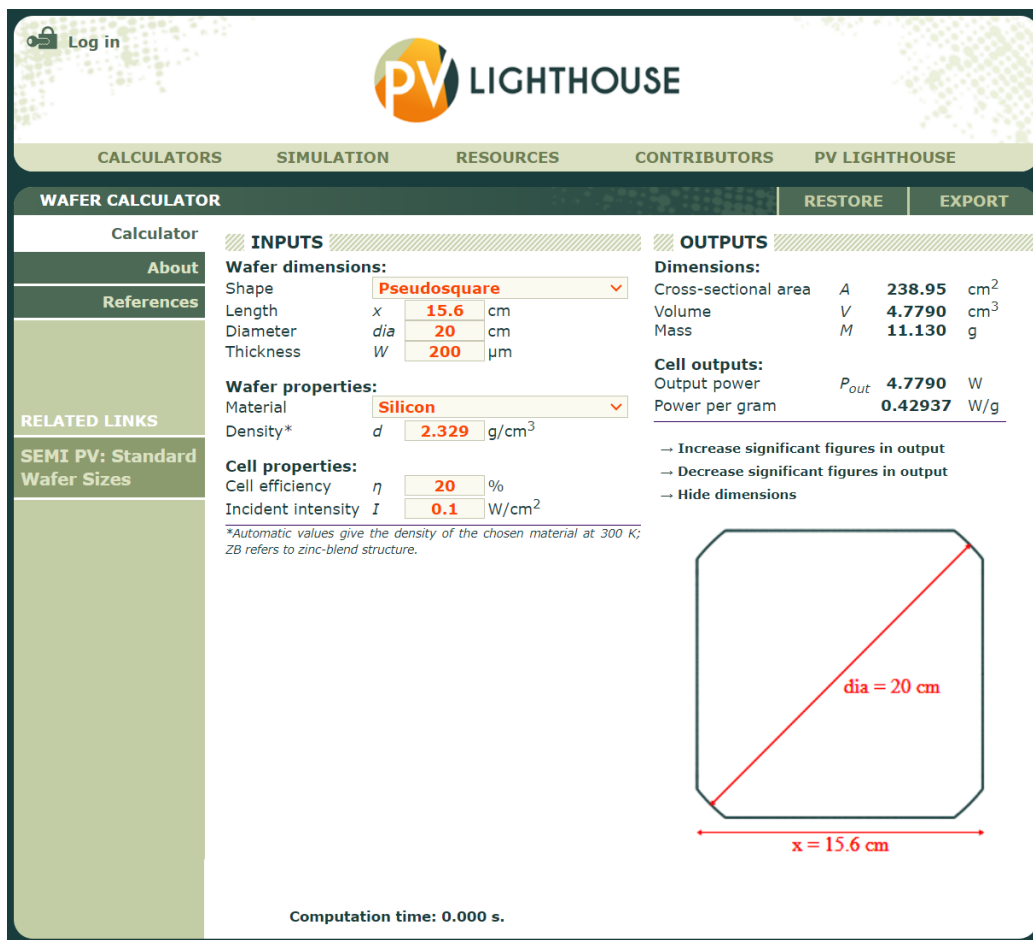 Log in
PV LIGHTHOUSE
CALCULATORS SIMULATION RESOURCES CONTRIBUTORS PV LIGHTHOUSE
WAFER CALCULATOR RESTORE EXPORT
Calculator
About
References
RELATED LINKS
SEMI PV: Standard
Wafer Sizes
INPUTS
Wafer dimensions:
Shape Pseudosquare
Length x 15.6 cm
Diameter dia 20 cm
Thickness W 200 µm
Wafer properties:
Material Silicon
Density* d 2.329 g/cm³
Cell properties:
Cell efficiency η 20 %
Incident intensity I 0.1 W/cm²
*Automatic values give the density of the chosen material at 300 K;
ZB refers to zinc-blend structure.
OUTPUTS
Dimensions:
Cross-sectional area A 238.95 cm²
Volume V 4.7790 cm³
Mass M 11.130 g
Cell outputs:
Output power Pout 4.7790 W
Power per gram 0.42937 W/g
→ Increase significant figures in output
→ Decrease significant figures in output
→ Hide dimensions
dia = 20 cm
x = 15.6 cm
Computation time: 0.000 s.